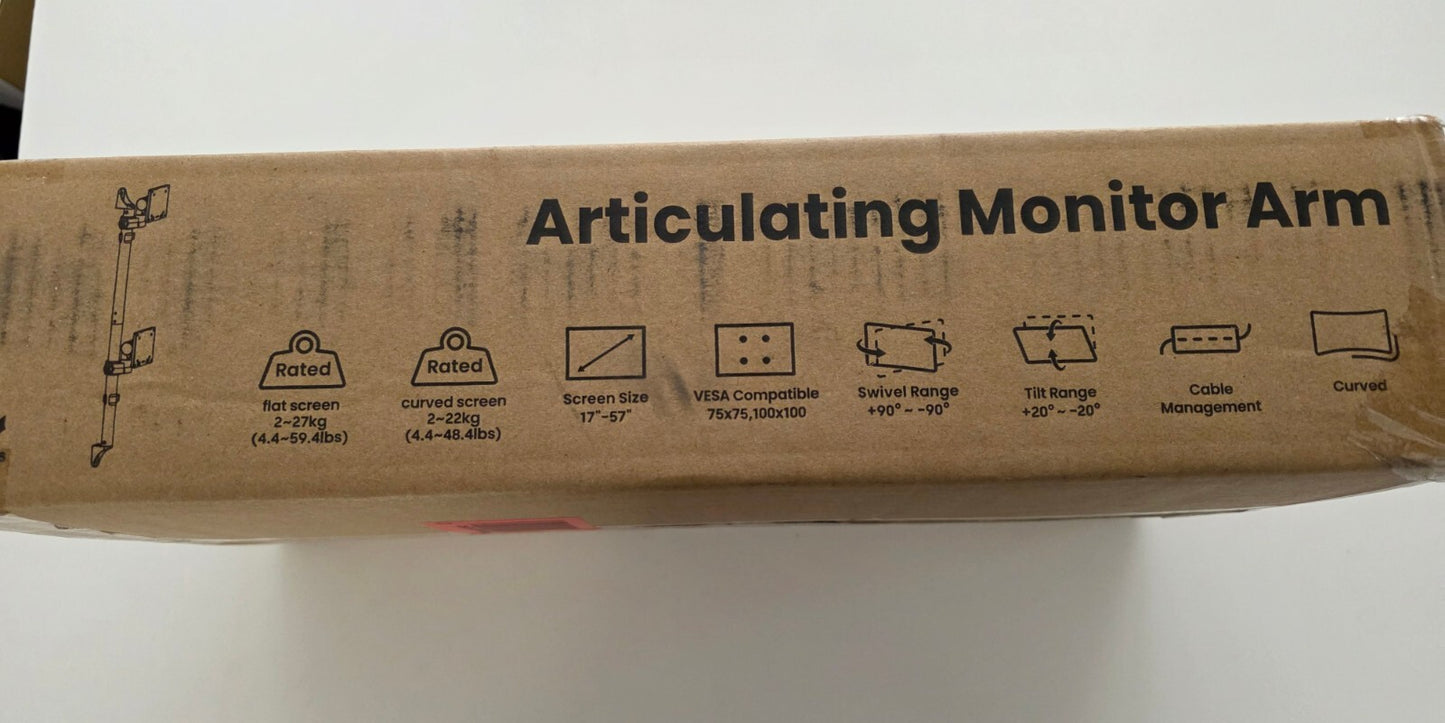 Articulating Monitor Arm
Rated
flat screen
2~27kg
(4.4~59.4lbs)
Rated
curved screen
2~22kg
(4.4~48.4lbs)
Screen Size
17"-57"
VESA Compatible
75x75,100x100
Swivel Range
+90° ~ -90°
Tilt Range
+20° ~ -20°
Cable
Management
Curved